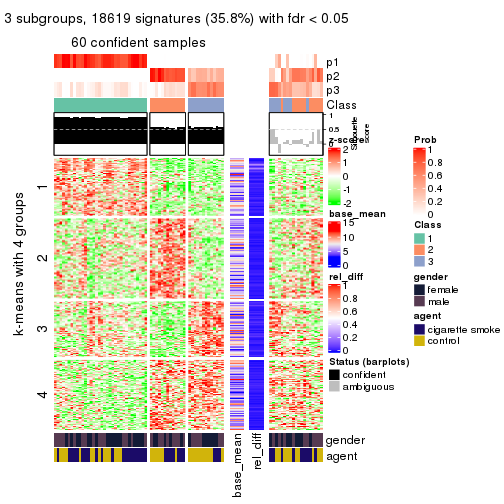 3 subgroups, 18619 signatures (35.8%) with fdr < 0.05
60 confident samples
p1
p2
p3
Class
1
0.5
0
Silhouette
score
k-means with 4 groups
1
2
3
4
z-score
2
1
0
-1
-2
base_mean
15
10
5
0
rel_diff
1
0.8
0.6
0.4
0.2
0
Status (barplots)
confident
ambiguous
Prob
1
0.8
0.6
0.4
0.2
0
Class
1
2
3
gender
female
male
agent
cigarette smoke
control
gender
agent
base_mean
rel_diff